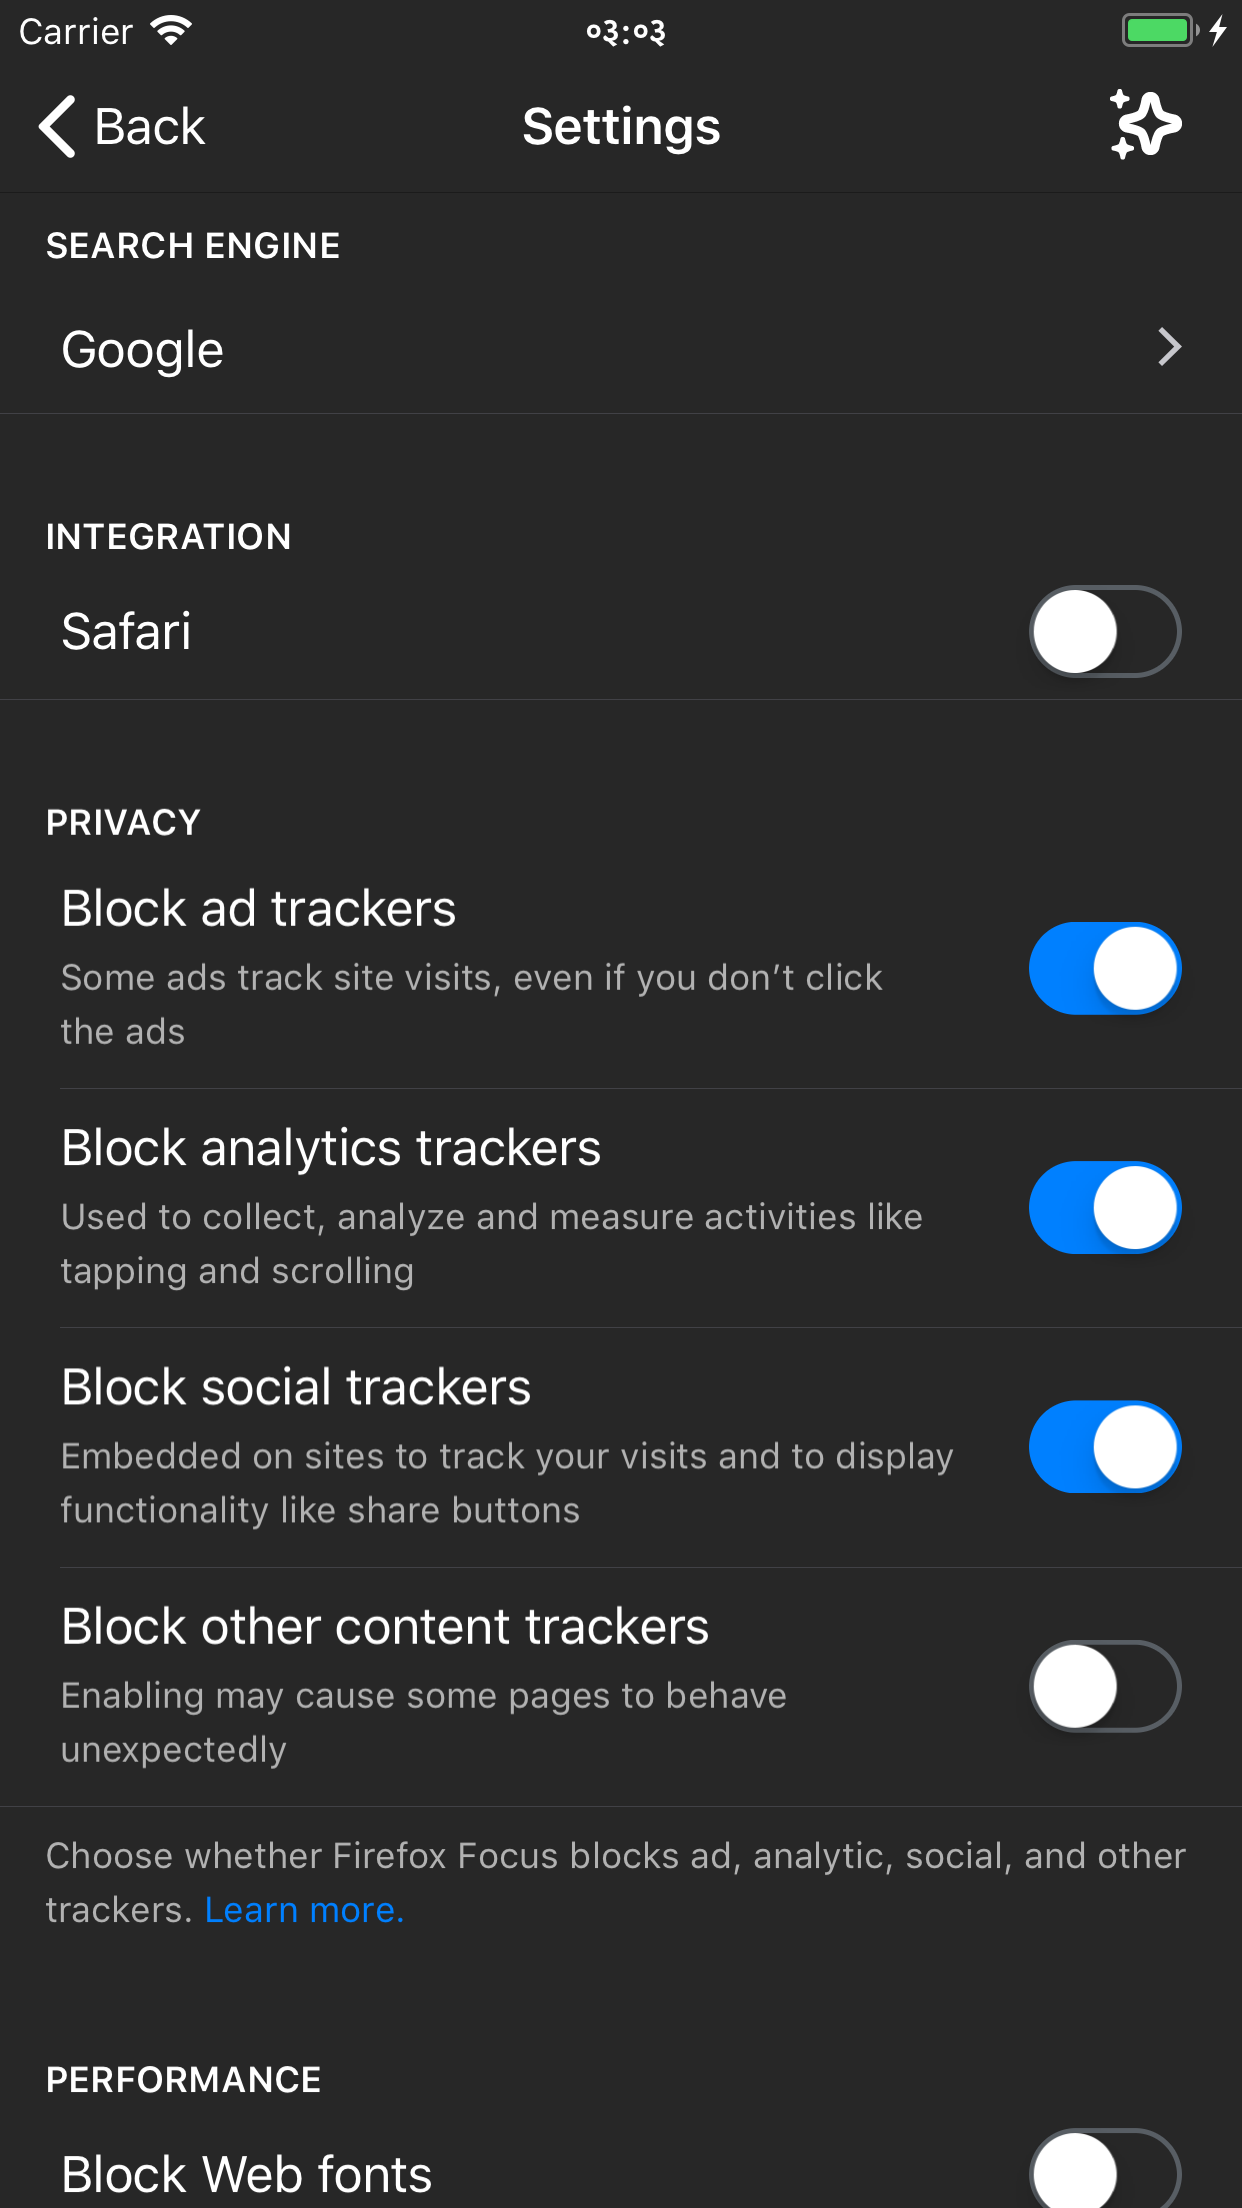 Carrier
०३:०३
Back
Settings
SEARCH ENGINE
Google
INTEGRATION
Safari
PRIVACY
Block ad trackers
Some ads track site visits, even if you don’t click
the ads
Block analytics trackers
Used to collect, analyze and measure activities like
tapping and scrolling
Block social trackers
Embedded on sites to track your visits and to display
functionality like share buttons
Block other content trackers
Enabling may cause some pages to behave
unexpectedly
Choose whether Firefox Focus blocks ad, analytic, social, and other
trackers. Learn more.
PERFORMANCE
Block Web fonts